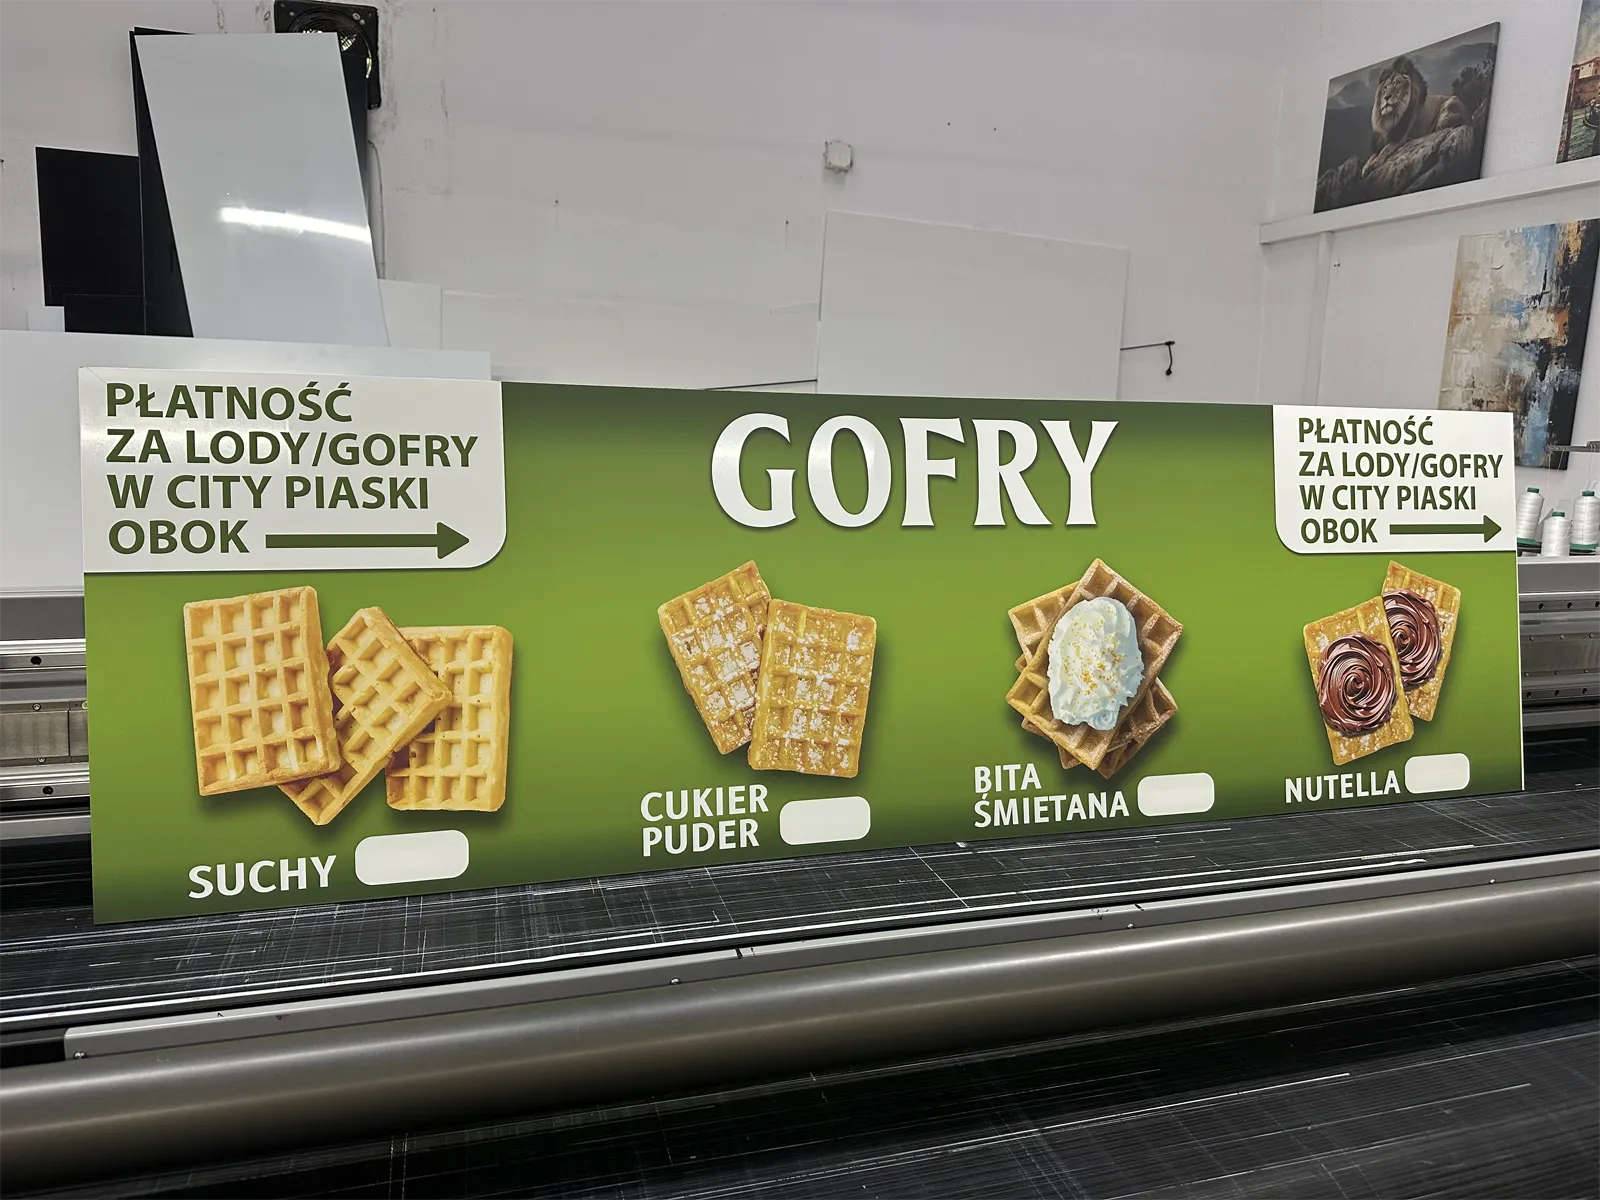 PŁATNOŚĆ
ZA LODY/GOFRY
W CITY PIASKI
OBOK
GOFRY
PŁATNOŚĆ
ZA LODY/GOFRY
W CITY PIASKI
OBOK
SUCHY
CUKIER
PUDER
BITA
ŚMIETANA
NUTELLA